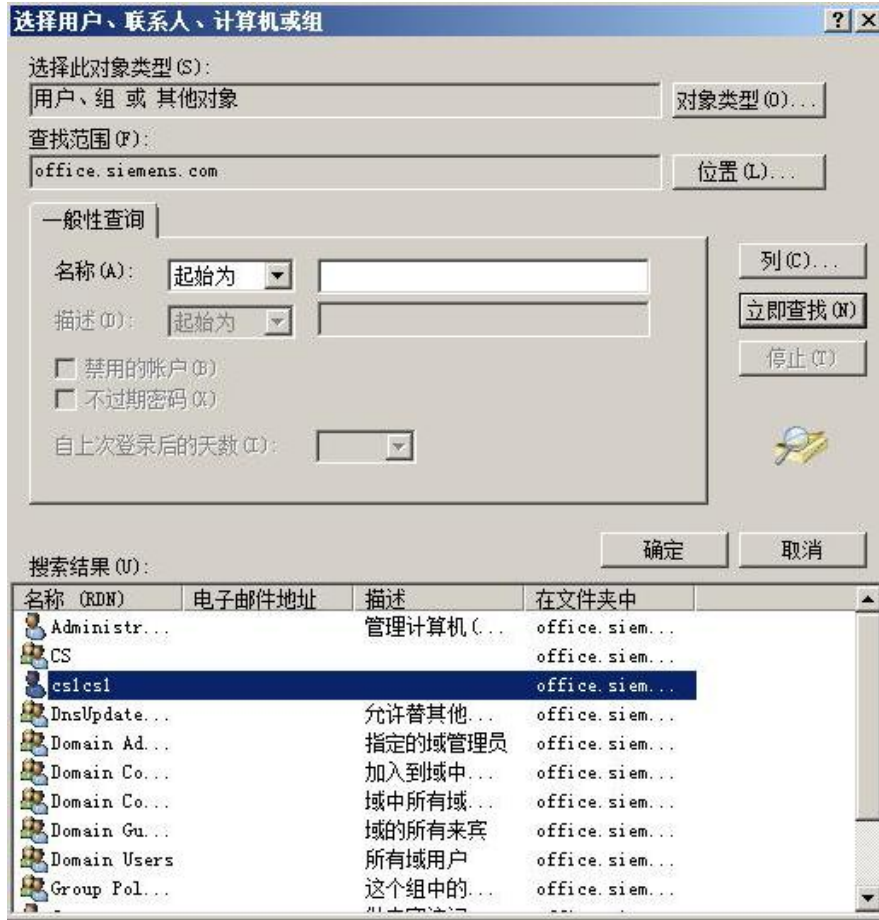 选择用户、联系人、计算机或组
选择此对象类型(S):
用户、组 或 其他对象
对象类型(O)...
查找范围(F):
office.siemens.com
位置(L)...
一般性查询
名称(A): 起始为
列(C)...
描述(D): 起始为
立即查找(N)
禁用的帐户(B)
停止(T)
不过期密码(X)
自上次登录后的天数(I):
确定 取消
搜索结果(U):
名称 (RDN) 电子邮件地址 描述 在文件夹中
Administr... 管理计算机(... office.siem...
CS office.siem...
cs1cs1 office.siem...
DnsUpdate... 允许替其他... office.siem...
Domain Ad... 指定的域管理员 office.siem...
Domain Co... 加入到域中... office.siem...
Domain Co... 域中所有域... office.siem...
Domain Gu... 域的所有来宾 office.siem...
Domain Users 所有域用户 office.siem...
Group Pol... 这个组中的... office.siem...